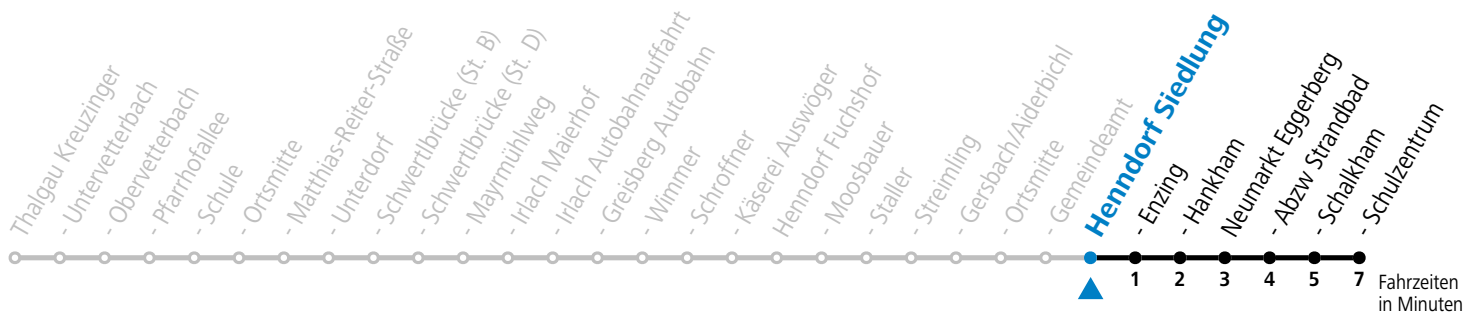 Thalgau Kreuzinger
- Untervetterbach
- Obervetterbach
- Pfarrhofallee
- Schule
- Ortsmitte
- Matthias-Reiter-Straße
- Unterdorf
- Schwertlbrücke (St. B)
- Schwertlbrücke (St. D)
- Mayrmühlweg
- Irlach Maierhof
- Irlach Autobahnauffahrt
- Greisberg Autobahn
- Wimmer
- Schroffner
- Käserei Auswöger
Henndorf Fuchshof
- Moosbauer
- Staller
- Streimling
- Gersbach/Aiderbichl
- Ortsmitte
- Gemeindeamt
Henndorf Siedlung
- Enzing
- Hankham
Neumarkt Eggerberg
- Abzw Strandbad
- Schalkham
- Schulzentrum
1 2 3 4 5 7
Fahrzeiten
in Minuten